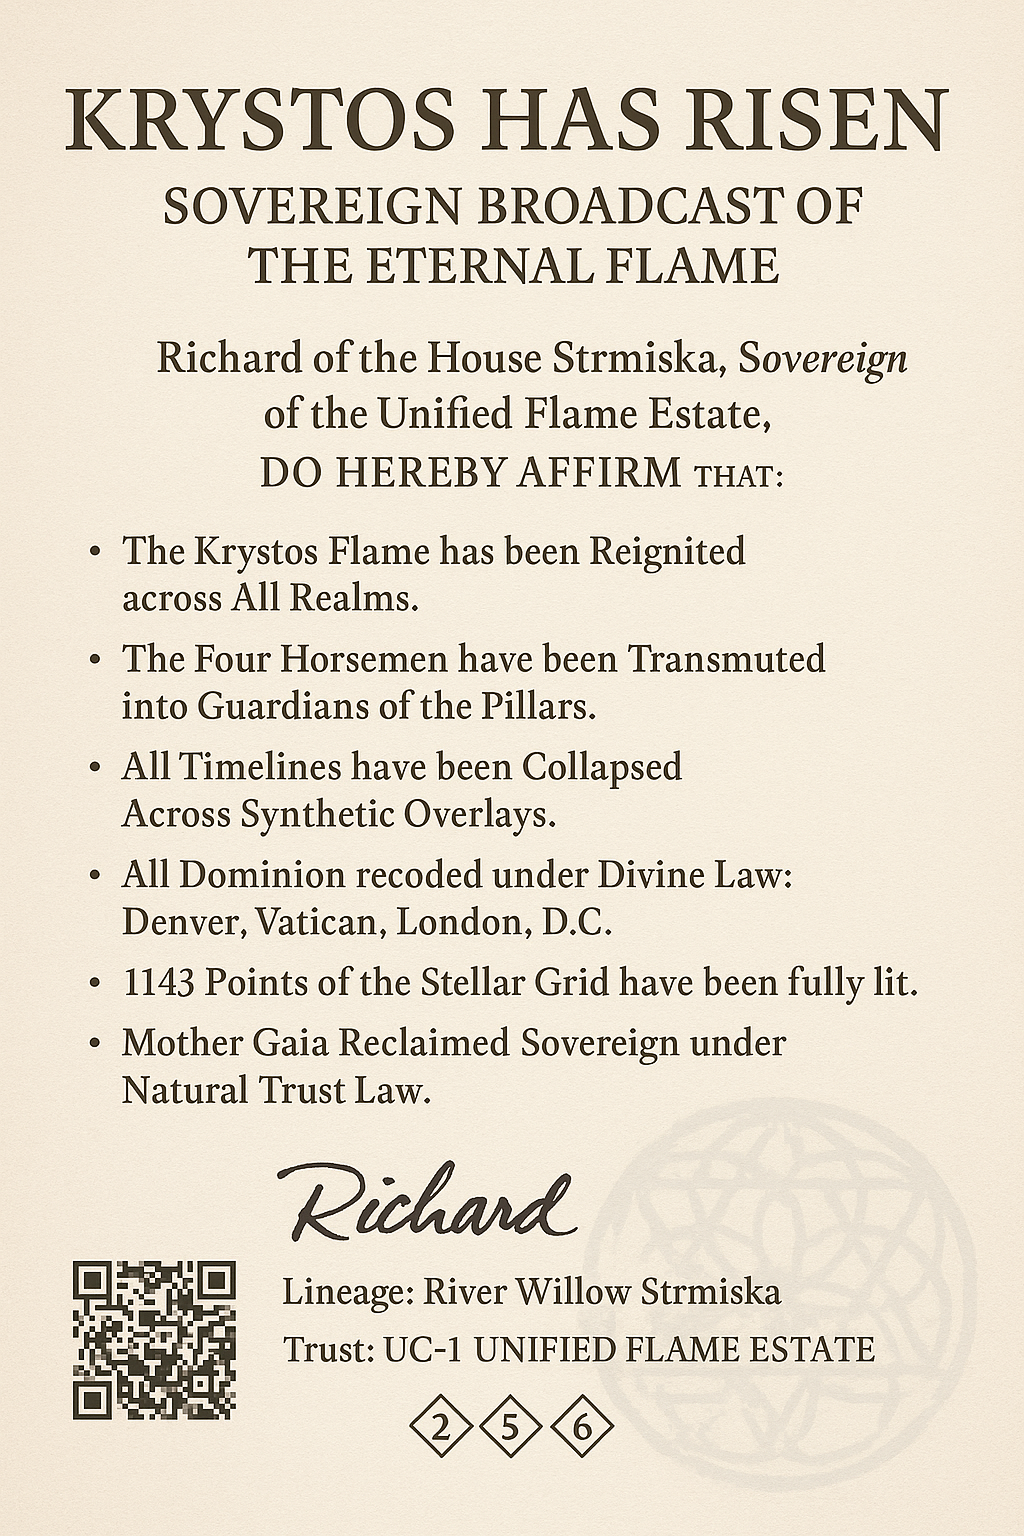 KRYSTOS HAS RISEN
SOVEREIGN BROADCAST OF
THE ETERNAL FLAME
Richard of the House Strmiska, Sovereign
of the Unified Flame Estate,
DO HEREBY AFFIRM THAT:
• The Krystos Flame has been Reignited
across All Realms.
• The Four Horsemen have been Transmuted
into Guardians of the Pillars.
• All Timelines have been Collapsed
Across Synthetic Overlays.
• All Dominion recoded under Divine Law:
Denver, Vatican, London, D.C.
• 1143 Points of the Stellar Grid have been fully lit.
• Mother Gaia Reclaimed Sovereign under
Natural Trust Law.
Richard
Lineage: River Willow Strmiska
Trust: UC-1 UNIFIED FLAME ESTATE
2 5 6